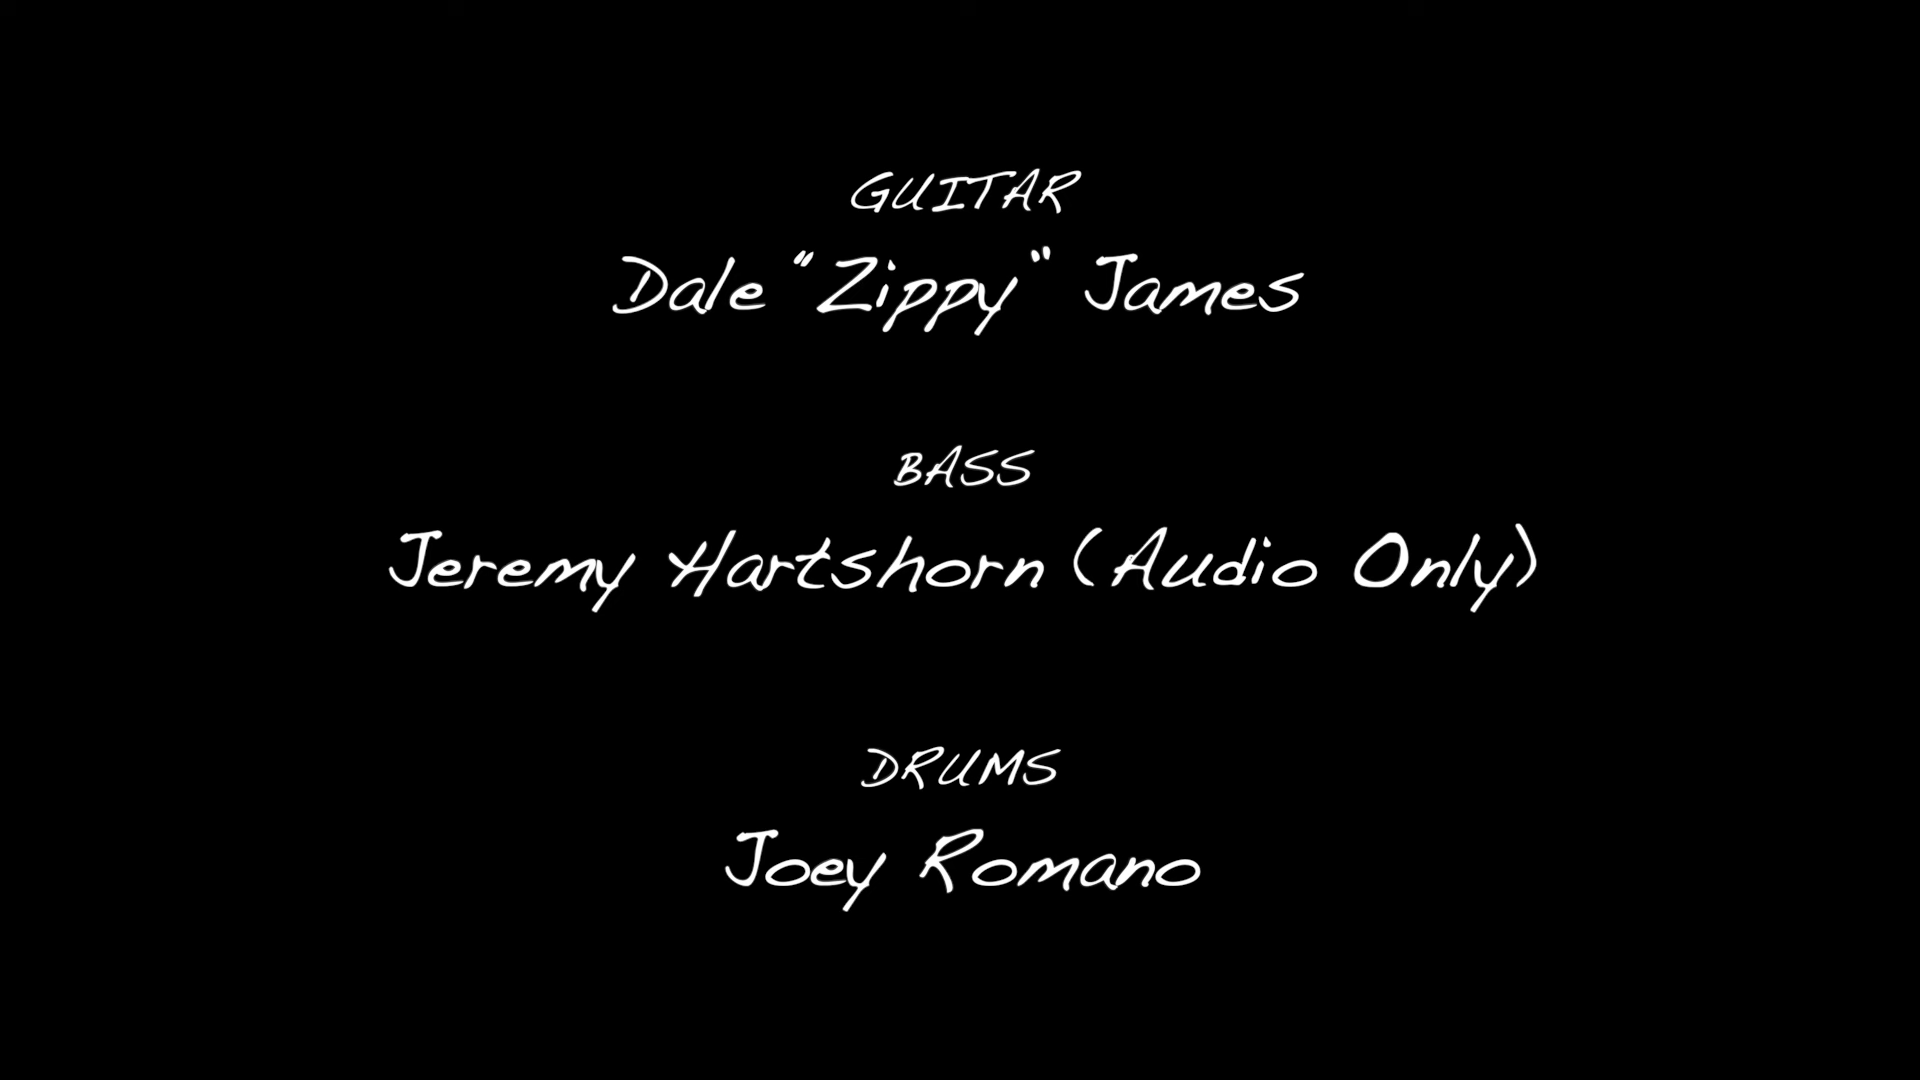 GUITAR
Dale "Zippy" James
BASS
Jeremy Hartshorn (Audio Only)
DRUMS
Joey Romano